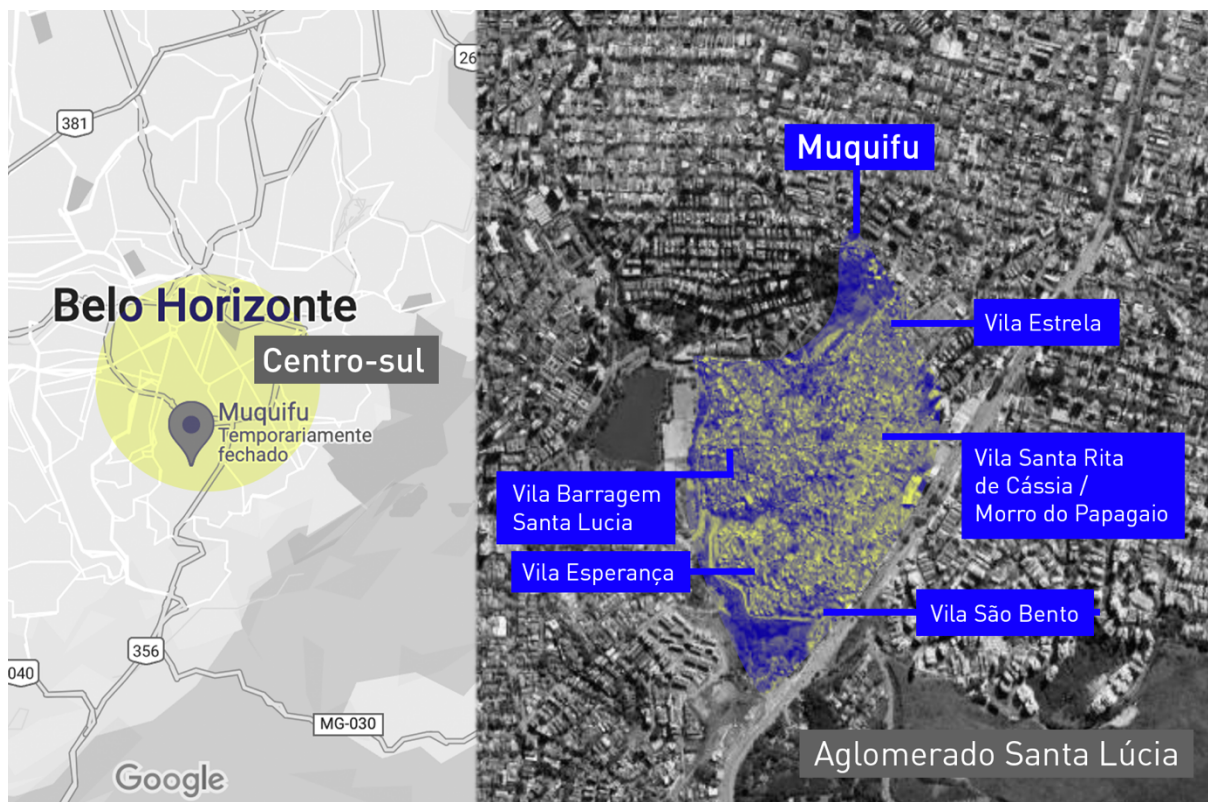 381
26
Belo Horizonte
Centro-sul
Muquifu
Temporariamente
fechado
356
040
MG-030
Google
Muquifu
Vila Estrela
Vila Santa Rita
de Cássia /
Morro do Papagaio
Vila Barragem
Santa Lucia
Vila Esperança
Vila São Bento
Aglomerado Santa Lúcia